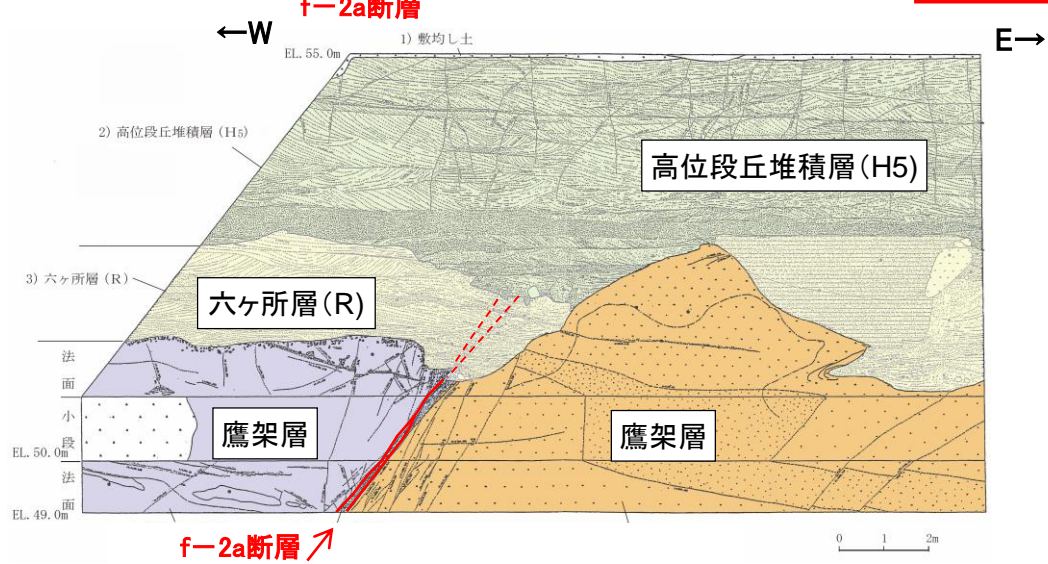 f－2a断層
←W
1) 敷均し土
E→
EL.55.0m
2) 高位段丘堆積層(H5)
高位段丘堆積層（H5）
3) 六ヶ所層(R)
六ヶ所層（R）
法
面
小
段
EL.50.0m
法
面
EL.49.0m
鷹架層
鷹架層
f－2a断層
0 1 2m